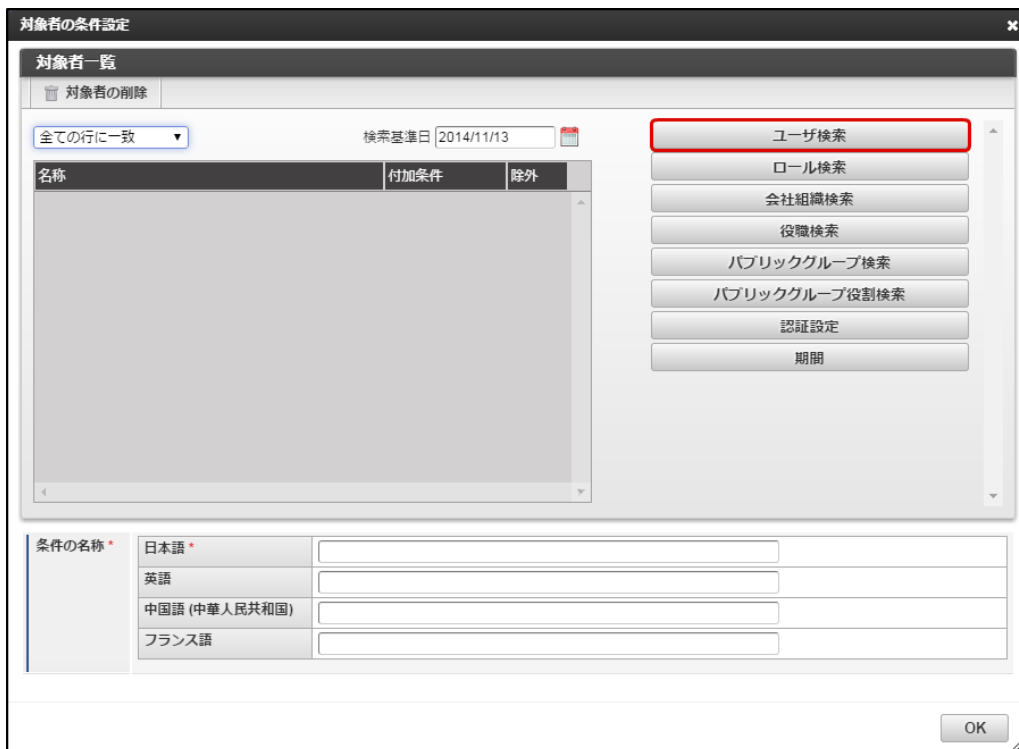 対象者の条件設定
対象者一覧
対象者の削除
全ての行に一致 検索基準日 2014/11/13
名称 付加条件 除外
ユーザ検索
ロール検索
会社組織検索
役職検索
パブリックグループ検索
パブリックグループ役割検索
認証設定
期間
条件の名称 * 日本語 *
英語
中国語 (中華人民共和国)
フランス語
OK